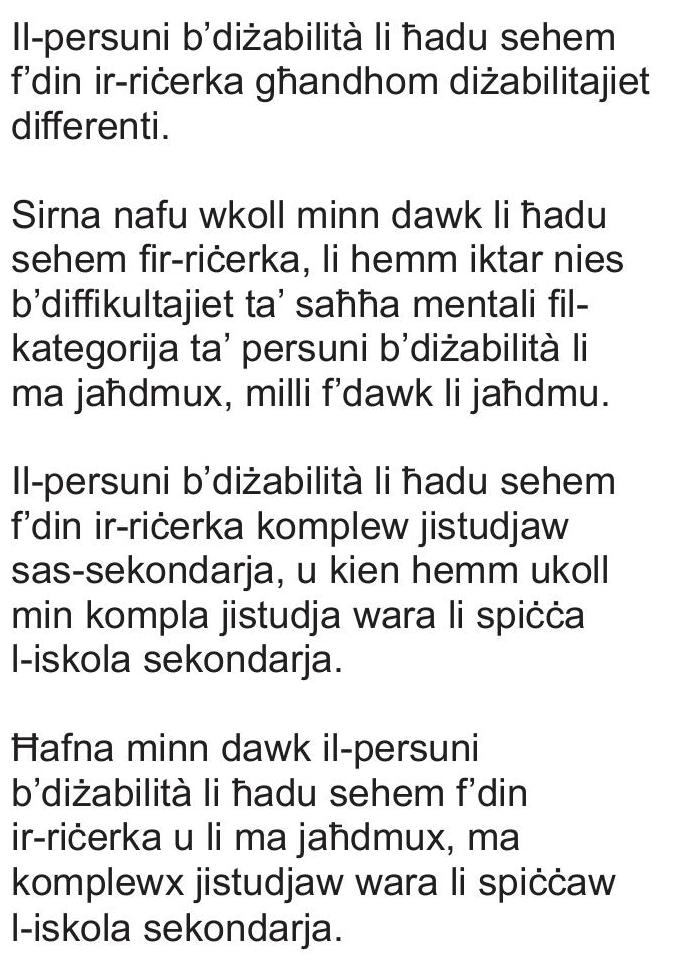 Il-persuni b’diżabilità li ħadu sehem
f’din ir-riċerka għandhom diżabilitajiet
differenti.

Sirna nafu wkoll minn dawk li ħadu
sehem fir-riċerka, li hemm iktar nies
b’diffikultajiet ta’ saħħa mentali fil-
kategorija ta’ persuni b’diżabilità li
ma jaħdmux, milli f’dawk li jaħdmu.

Il-persuni b’diżabilità li ħadu sehem
f’din ir-riċerka komplew jistudjaw
sas-sekondarja, u kien hemm ukoll
min kompla jistudja wara li spiċċa
l-iskola sekondarja.

Ħafna minn dawk il-persuni
b’diżabilità li ħadu sehem f’din
ir-riċerka u li ma jaħdmux, ma
komplewx jistudjaw wara li spiċċaw
l-iskola sekondarja.